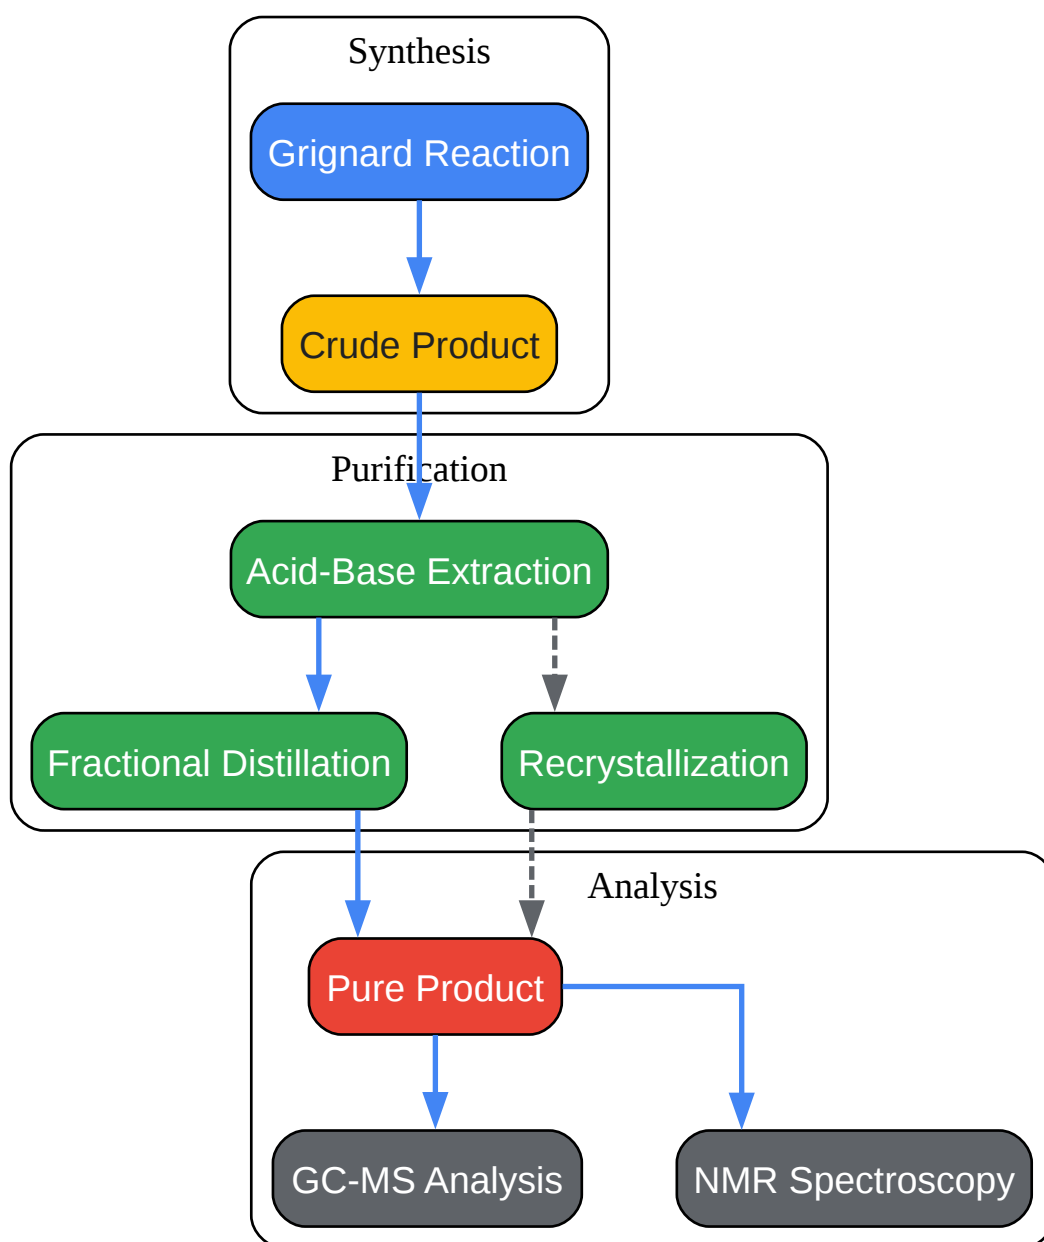 Synthesis
Grignard Reaction
Crude Product
Purification
Acid-Base Extraction
Fractional Distillation
Recrystallization
Analysis
Pure Product
GC-MS Analysis
NMR Spectroscopy